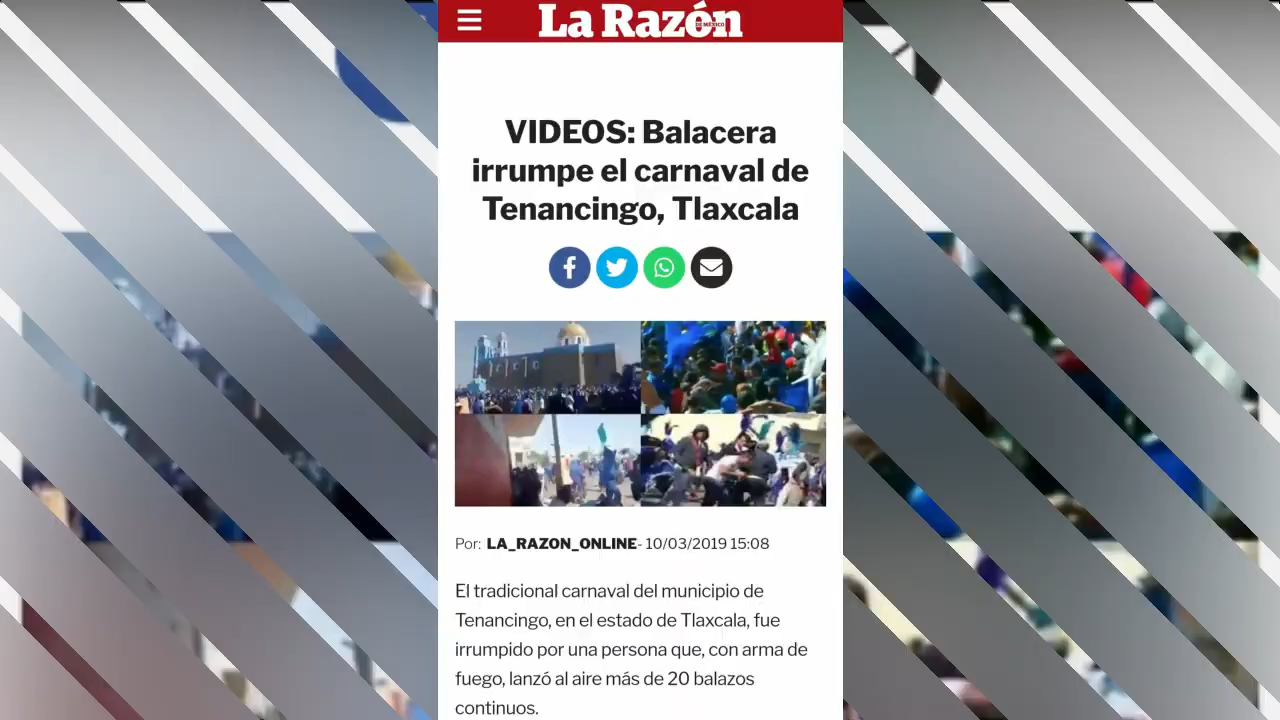 La Razón
DE MÉXICO
VIDEOS: Balacera
irrumpe el carnaval de
Tenancingo, Tlaxcala
Por: LA_RAZON_ONLINE- 10/03/2019 15:08
El tradicional carnaval del municipio de
Tenancingo, en el estado de Tlaxcala, fue
irrumpido por una persona que, con arma de
fuego, lanzó al aire más de 20 balazos
continuos.